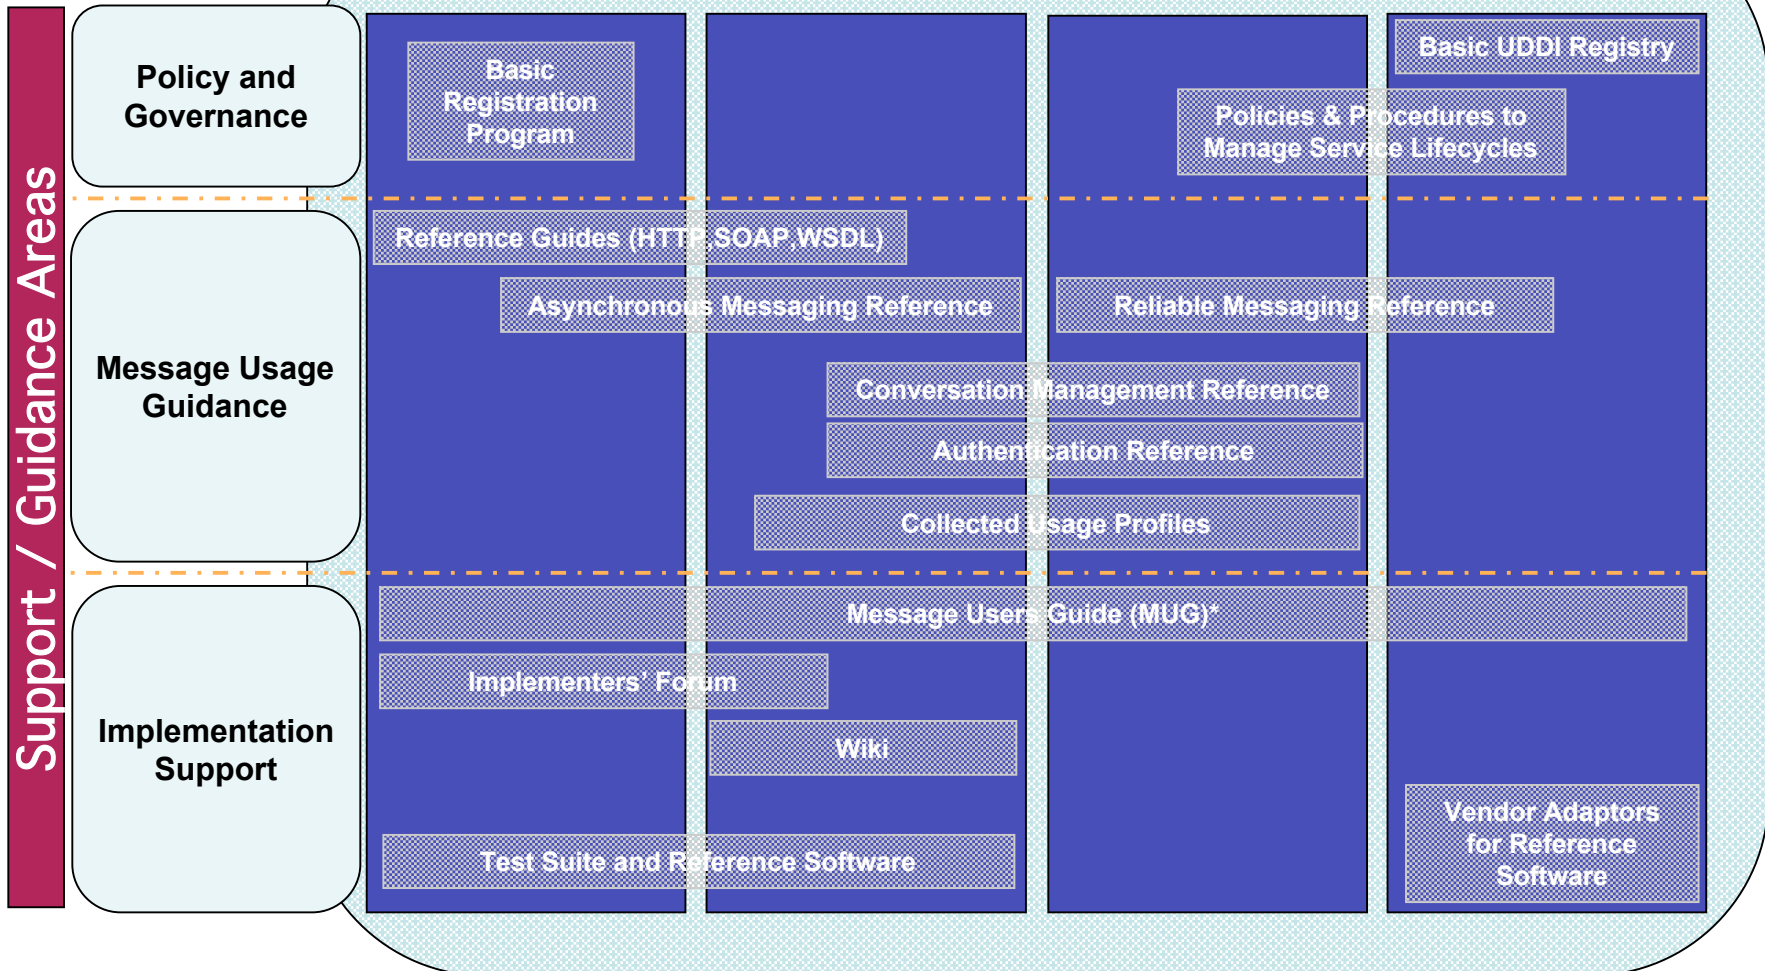 Support / Guidance Areas
Policy and
Governance
Basic
Registration
Program
Basic UDDI Registry
Policies & Procedures to
Manage Service Lifecycles
Message Usage
Guidance
Reference Guides (HTTP,SOAP,WSDL)
Asynchronous Messaging Reference
Reliable Messaging Reference
Conversation Management Reference
Authentication Reference
Collected Usage Profiles
Implementation
Support
Message Users Guide (MUG)*
Implementers’ Forum
Wiki
Test Suite and Reference Software
Vendor Adaptors
for Reference
Software